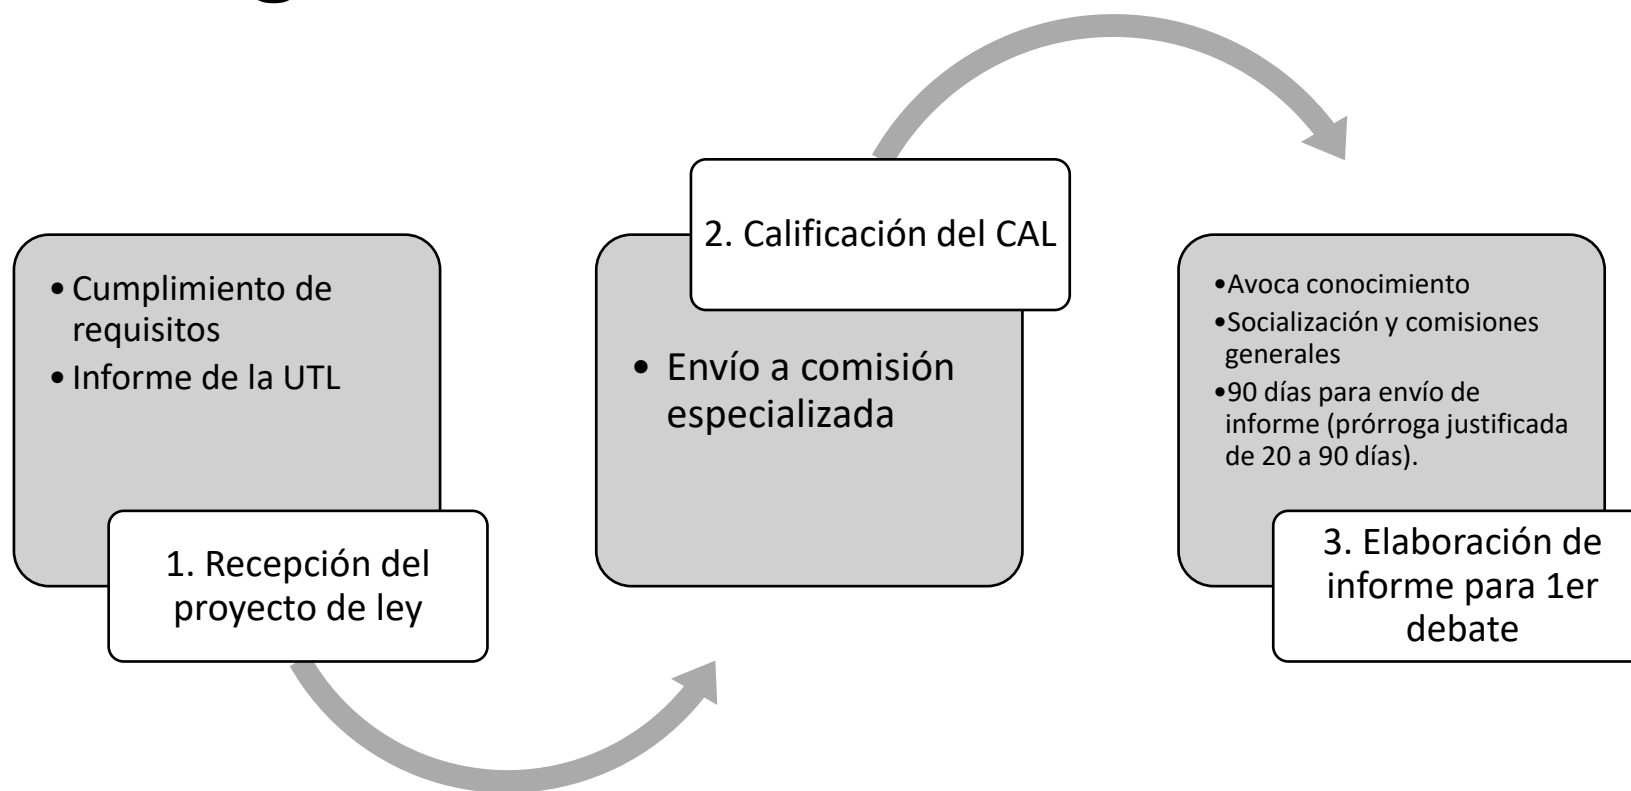 • Cumplimiento de
requisitos
• Informe de la UTL
1. Recepción del
proyecto de ley
2. Calificación del CAL
• Envío a comisión
especializada
•Avoca conocimiento
•Socialización y comisiones
generales
•90 días para envío de
informe (prórroga justificada
de 20 a 90 días).
3. Elaboración de
informe para 1er
debate